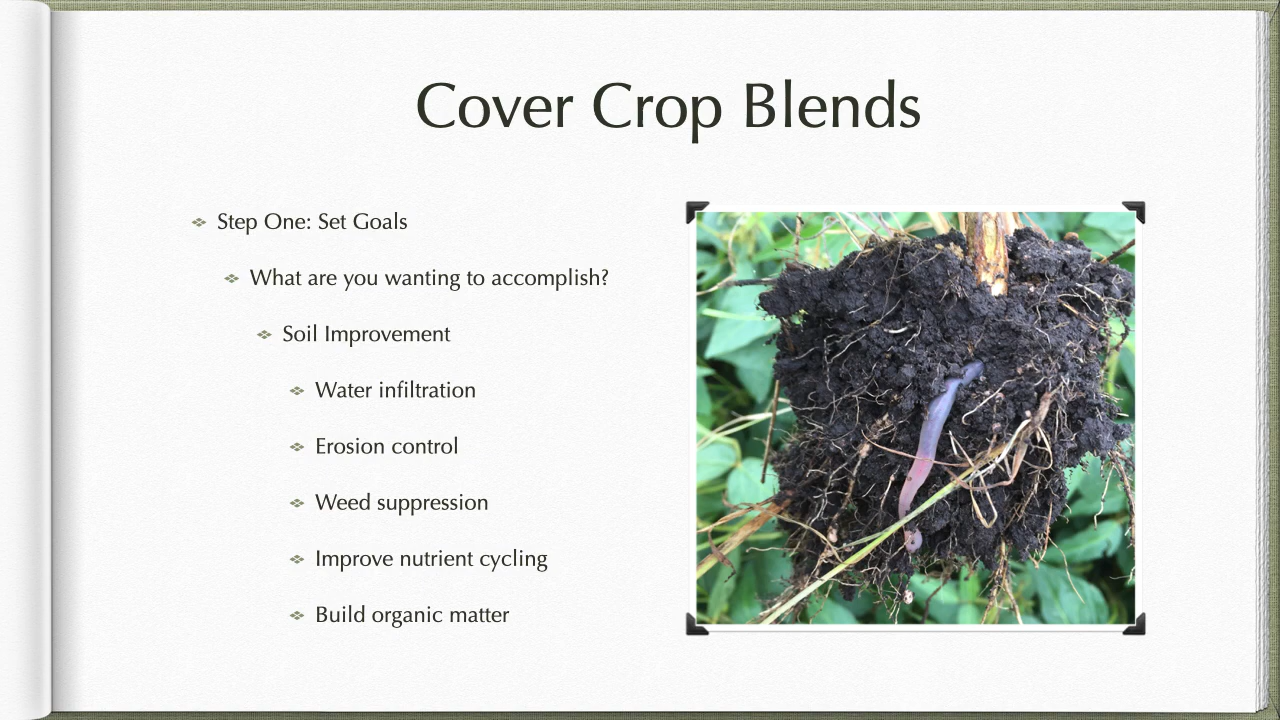 Cover Crop Blends
Step One: Set Goals
What are you wanting to accomplish?
Soil Improvement
Water infiltration
Erosion control
Weed suppression
Improve nutrient cycling
Build organic matter